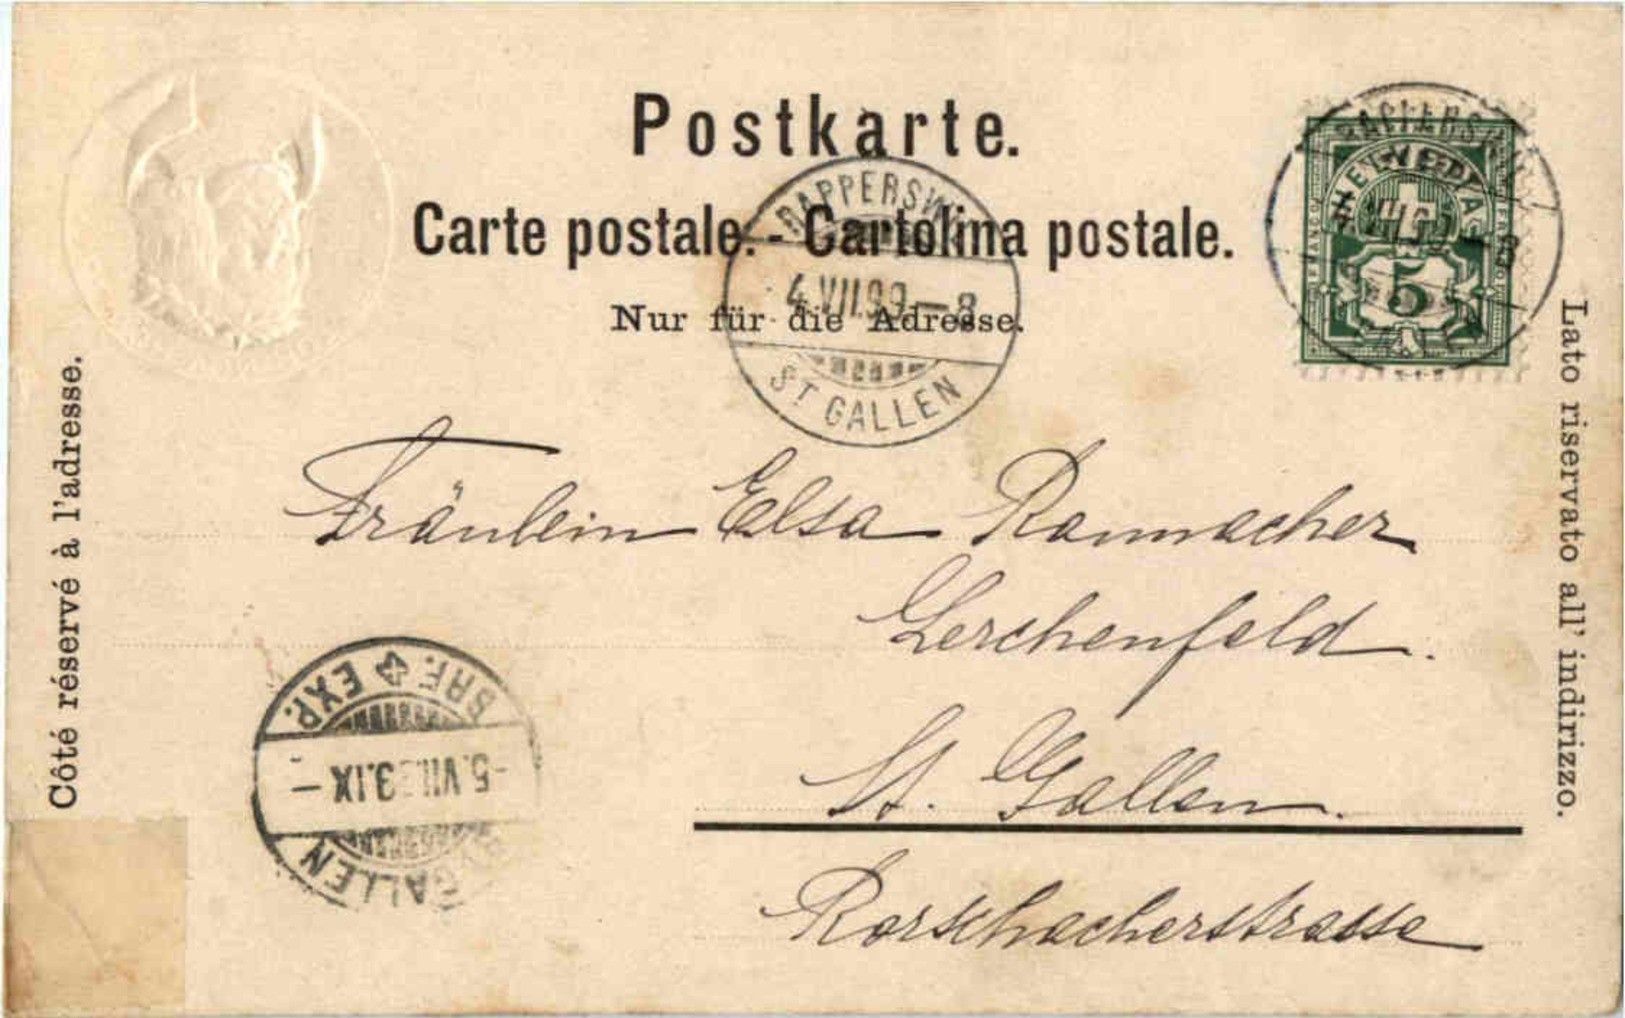 Postkarte.
Carte postale. - Cartolina postale.
Nur für die Adresse.
Côté réservé à l'adresse.
Lato riservato all' indirizzo.
RAPPERSWIL
4.VII.99.—8
ST GALLEN
HELVETIA
5
Fräulein Elsa Rannacher
Lerchenfeld.
St. Gallen.
Rorschacherstrasse
BRF. EXP.
-5.VII.99.IX-
GALLEN